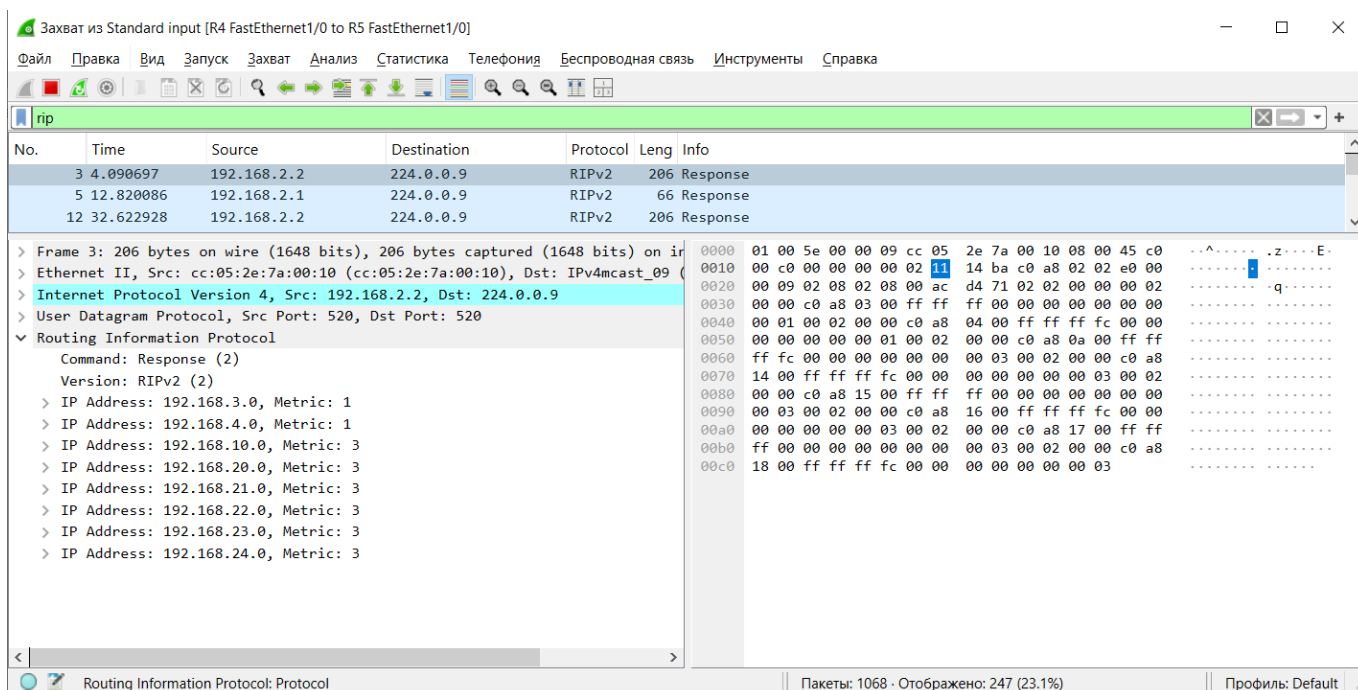 Захват из Standard input [R4 FastEthernet1/0 to R5 FastEthernet1/0]
Файл Правка Вид Запуск Захват Анализ Статистика Телефония Беспроводная связь Инструменты Справка
rip
No. Time Source Destination Protocol Leng Info
3 4.090697 192.168.2.2 224.0.0.9 RIPv2 206 Response
5 12.820086 192.168.2.1 224.0.0.9 RIPv2 66 Response
12 32.622928 192.168.2.2 224.0.0.9 RIPv2 206 Response
> Frame 3: 206 bytes on wire (1648 bits), 206 bytes captured (1648 bits) on in
> Ethernet II, Src: cc:05:2e:7a:00:10 (cc:05:2e:7a:00:10), Dst: IPv4mcast_09 (
> Internet Protocol Version 4, Src: 192.168.2.2, Dst: 224.0.0.9
> User Datagram Protocol, Src Port: 520, Dst Port: 520
Routing Information Protocol
Command: Response (2)
Version: RIPv2 (2)
> IP Address: 192.168.3.0, Metric: 1
> IP Address: 192.168.4.0, Metric: 1
> IP Address: 192.168.10.0, Metric: 3
> IP Address: 192.168.20.0, Metric: 3
> IP Address: 192.168.21.0, Metric: 3
> IP Address: 192.168.22.0, Metric: 3
> IP Address: 192.168.23.0, Metric: 3
> IP Address: 192.168.24.0, Metric: 3
0000 01 00 5e 00 00 09 cc 05 2e 7a 00 10 08 00 45 c0 ··^····· .z····E·
0010 00 c0 00 00 00 00 02 11 14 ba c0 a8 02 02 e0 00 ········ ········
0020 00 09 02 08 02 08 00 ac d4 71 02 02 00 00 00 02 ········ ·q······
0030 00 00 c0 a8 03 00 ff ff ff 00 00 00 00 00 00 00 ········ ········
0040 00 01 00 02 00 00 c0 a8 04 00 ff ff ff fc 00 00 ········ ········
0050 00 00 00 00 00 01 00 02 00 00 c0 a8 0a 00 ff ff ········ ········
0060 ff fc 00 00 00 00 00 00 00 03 00 02 00 00 c0 a8 ········ ········
0070 14 00 ff ff ff fc 00 00 00 00 00 00 00 03 00 02 ········ ········
0080 00 00 c0 a8 15 00 ff ff ff 00 00 00 00 00 00 00 ········ ········
0090 00 03 00 02 00 00 c0 a8 16 00 ff ff ff fc 00 00 ········ ········
00a0 00 00 00 00 00 03 00 02 00 00 c0 a8 17 00 ff ff ········ ········
00b0 ff 00 00 00 00 00 00 00 00 03 00 02 00 00 c0 a8 ········ ········
00c0 18 00 ff ff ff fc 00 00 00 00 00 00 00 03 ········ ······
Routing Information Protocol: Protocol Пакеты: 1068 · Отображено: 247 (23.1%) Профиль: Default